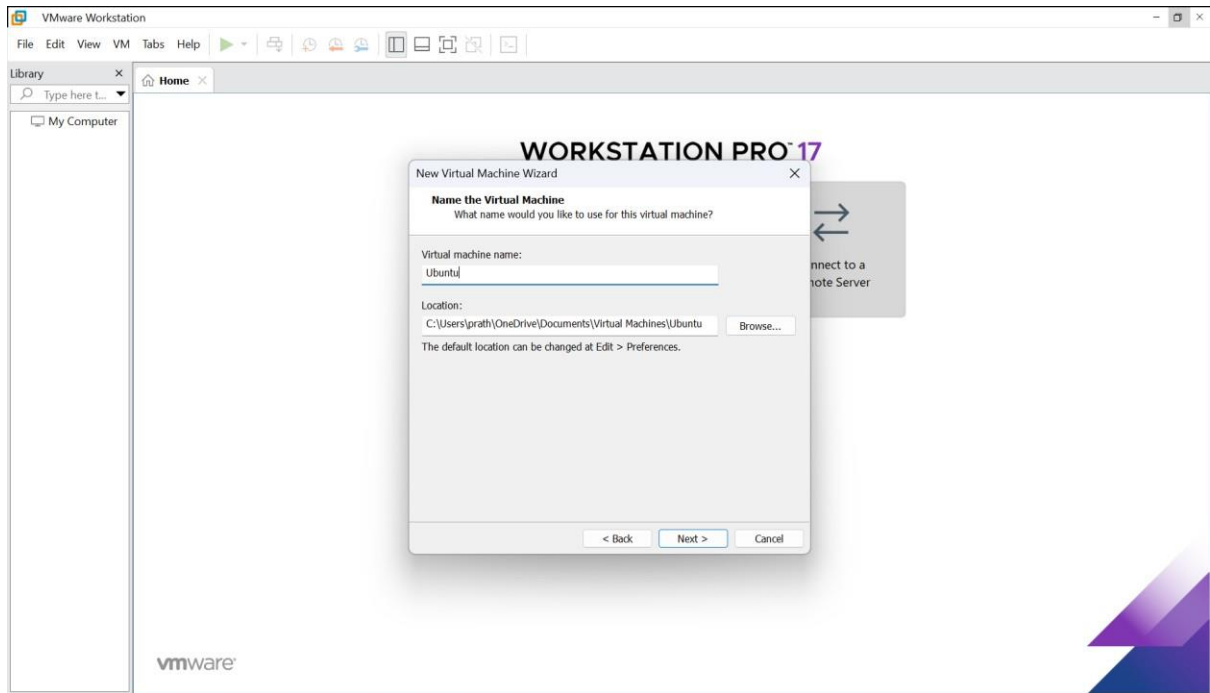 VMware Workstation
File Edit View VM Tabs Help
Library
Type here t...
My Computer
Home
WORKSTATION PRO™ 17
New Virtual Machine Wizard
Name the Virtual Machine
What name would you like to use for this virtual machine?
Virtual machine name:
Ubuntu
Location:
C:\Users\prath\OneDrive\Documents\Virtual Machines\Ubuntu
Browse...
The default location can be changed at Edit > Preferences.
nnect to a
ote Server
< Back Next > Cancel
vmware